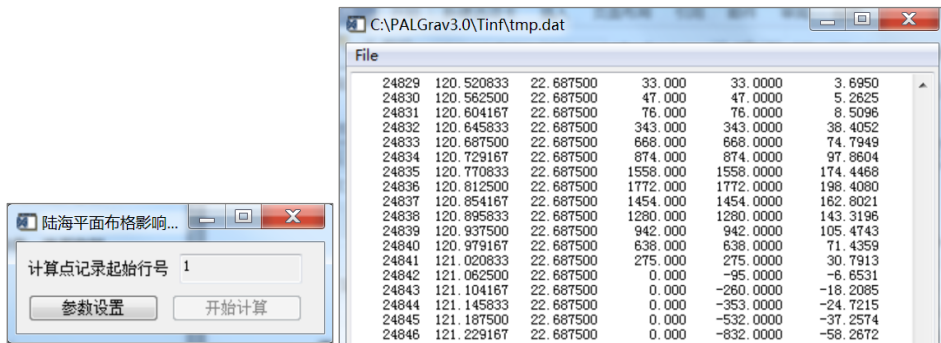 C:\PALGrav3.0\Tinf\tmp.dat
File
24829 120.520833 22.687500 33.000 33.0000 3.6950
24830 120.562500 22.687500 47.000 47.0000 5.2625
24831 120.604167 22.687500 76.000 76.0000 8.5096
24832 120.645833 22.687500 343.000 343.0000 38.4052
24833 120.687500 22.687500 668.000 668.0000 74.7949
24834 120.729167 22.687500 874.000 874.0000 97.8604
24835 120.770833 22.687500 1558.000 1558.0000 174.4468
24836 120.812500 22.687500 1772.000 1772.0000 198.4080
24837 120.854167 22.687500 1454.000 1454.0000 162.8021
24838 120.895833 22.687500 1280.000 1280.0000 143.3196
24839 120.937500 22.687500 942.000 942.0000 105.4743
24840 120.979167 22.687500 638.000 638.0000 71.4359
24841 121.020833 22.687500 275.000 275.0000 30.7913
24842 121.062500 22.687500 0.000 -95.0000 -6.6531
24843 121.104167 22.687500 0.000 -260.0000 -18.2085
24844 121.145833 22.687500 0.000 -353.0000 -24.7215
24845 121.187500 22.687500 0.000 -532.0000 -37.2574
24846 121.229167 22.687500 0.000 -832.0000 -58.2672
陆海平面布格影响...
计算点记录起始行号 1
参数设置 开始计算